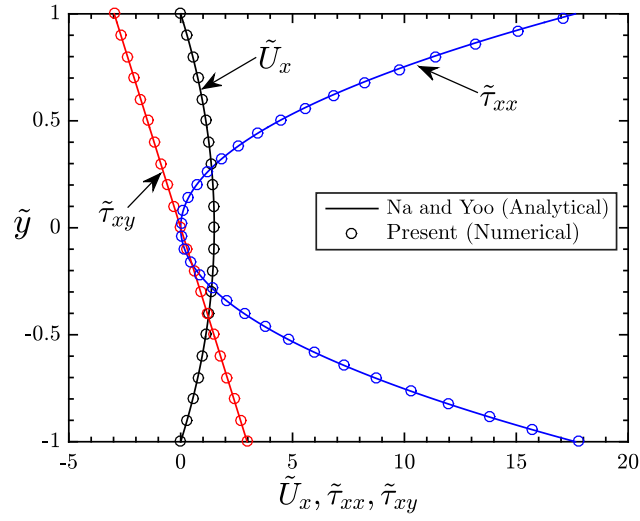 1
0.5
0
-0.5
-1
ỹ
Ũ_x
τ̃_xx
τ̃_xy
Na and Yoo (Analytical)
Present (Numerical)
-5 0 5 10 15 20
Ũ_x, τ̃_xx, τ̃_xy